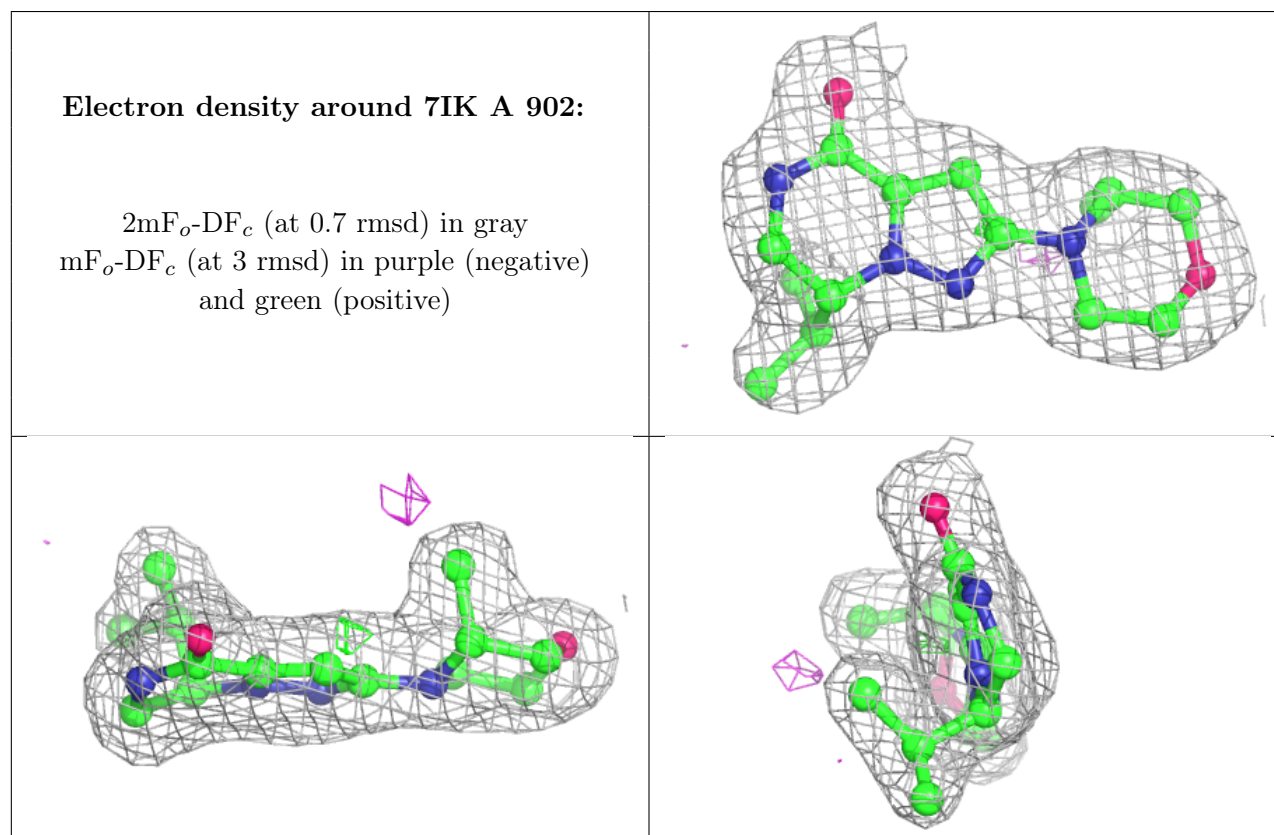 Electron density around 7IK A 902:
2mFo-DFc (at 0.7 rmsd) in gray
mFo-DFc (at 3 rmsd) in purple (negative)
and green (positive)